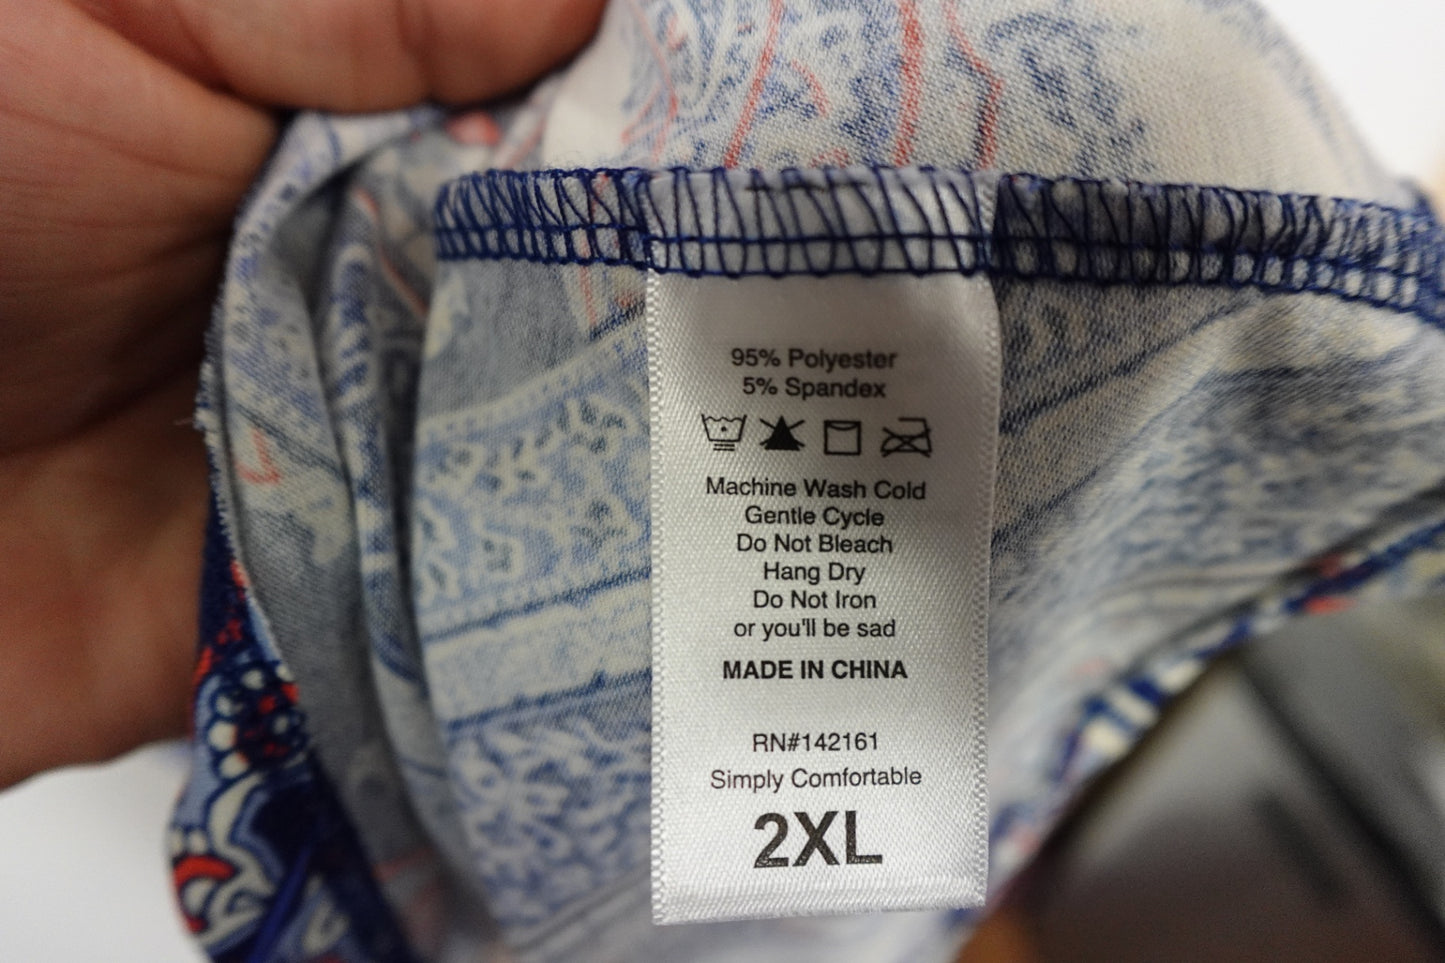 95% Polyester
5% Spandex
Machine Wash Cold
Gentle Cycle
Do Not Bleach
Hang Dry
Do Not Iron
or you'll be sad
MADE IN CHINA
RN#142161
Simply Comfortable
2XL